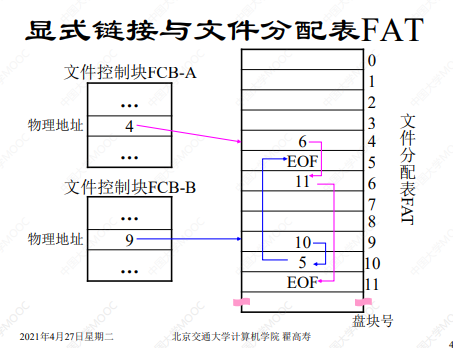 显式链接与文件分配表FAT
文件控制块FCB-A
...
物理地址 4
...
文件控制块FCB-B
...
物理地址 9
...
0
1
2
3
6 4
EOF 5
11 6
7
8
10 9
5 10
EOF 11
文件分配表FAT
盘块号
2021年4月27日星期二
北京交通大学计算机学院 翟高寿
4